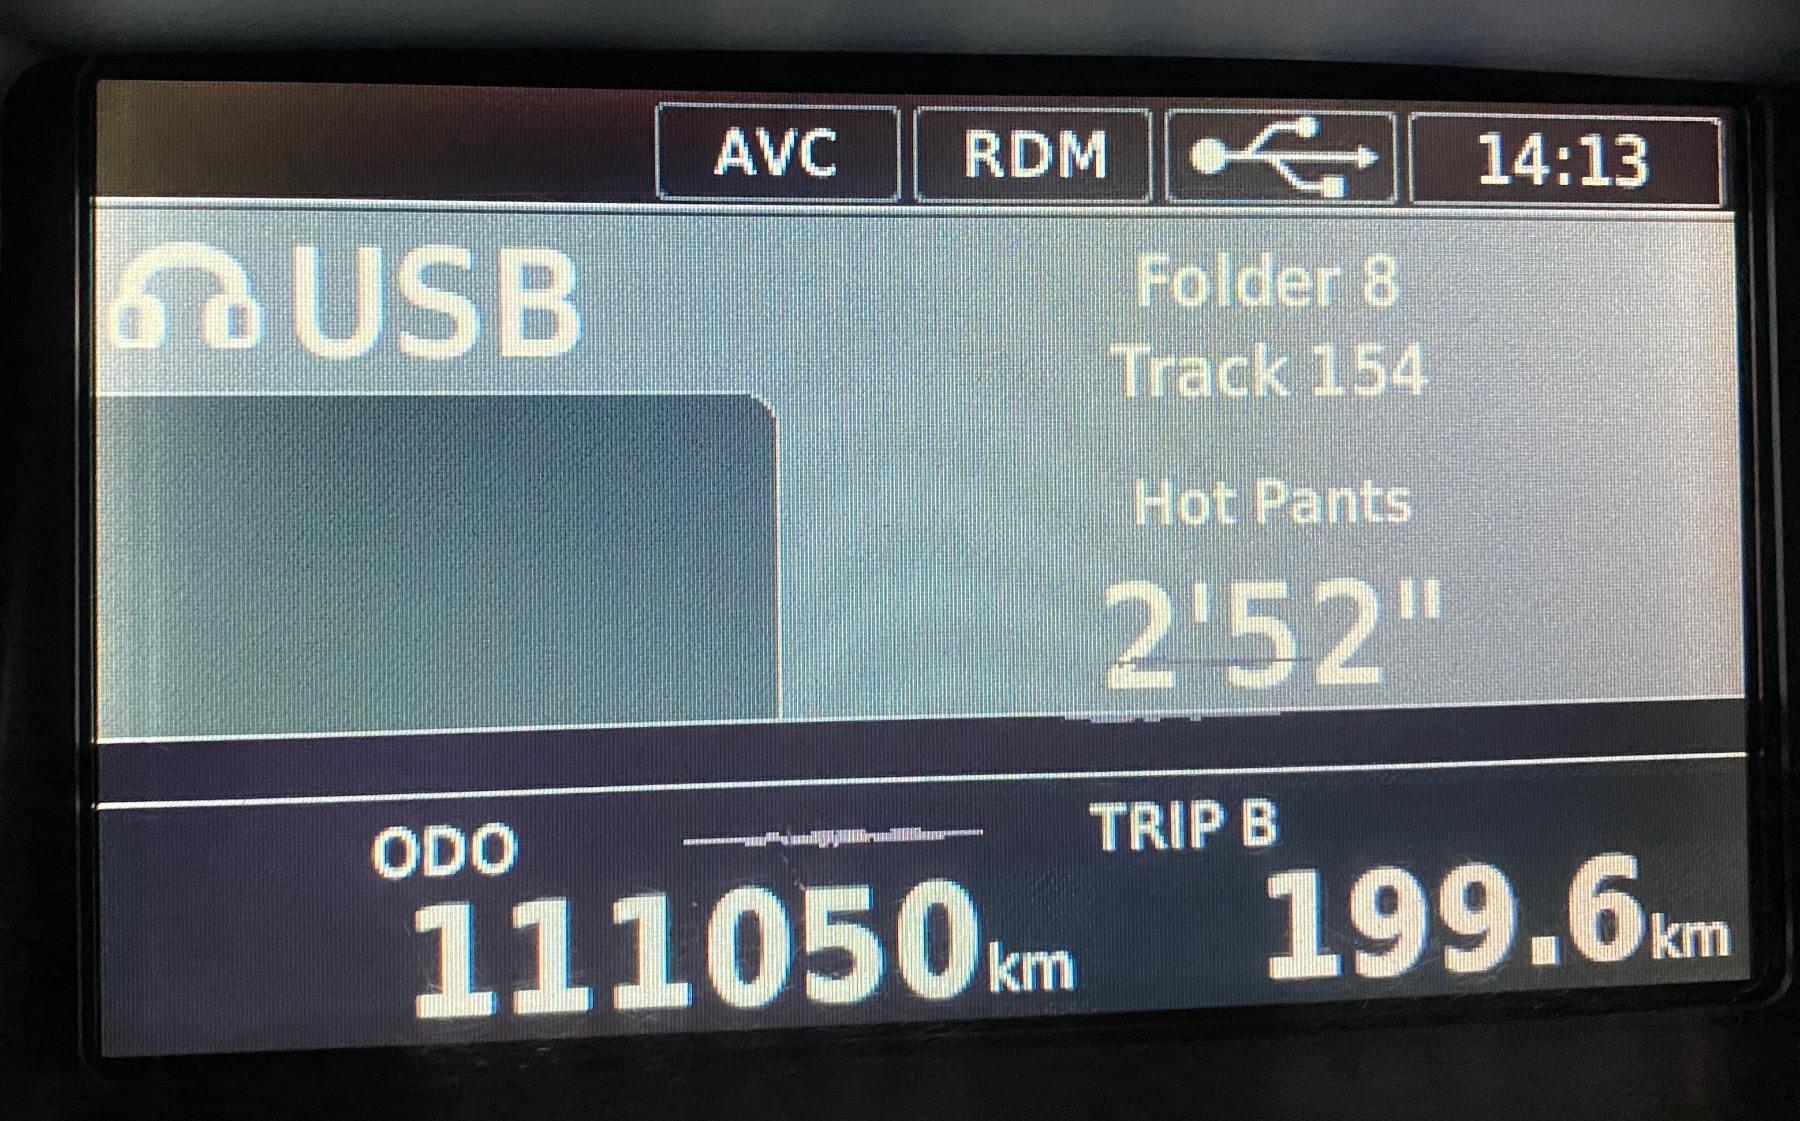 AVC RDM 14:13
USB
Folder 8
Track 154
Hot Pants
2'52"
ODO
111050km
TRIP B
199.6km